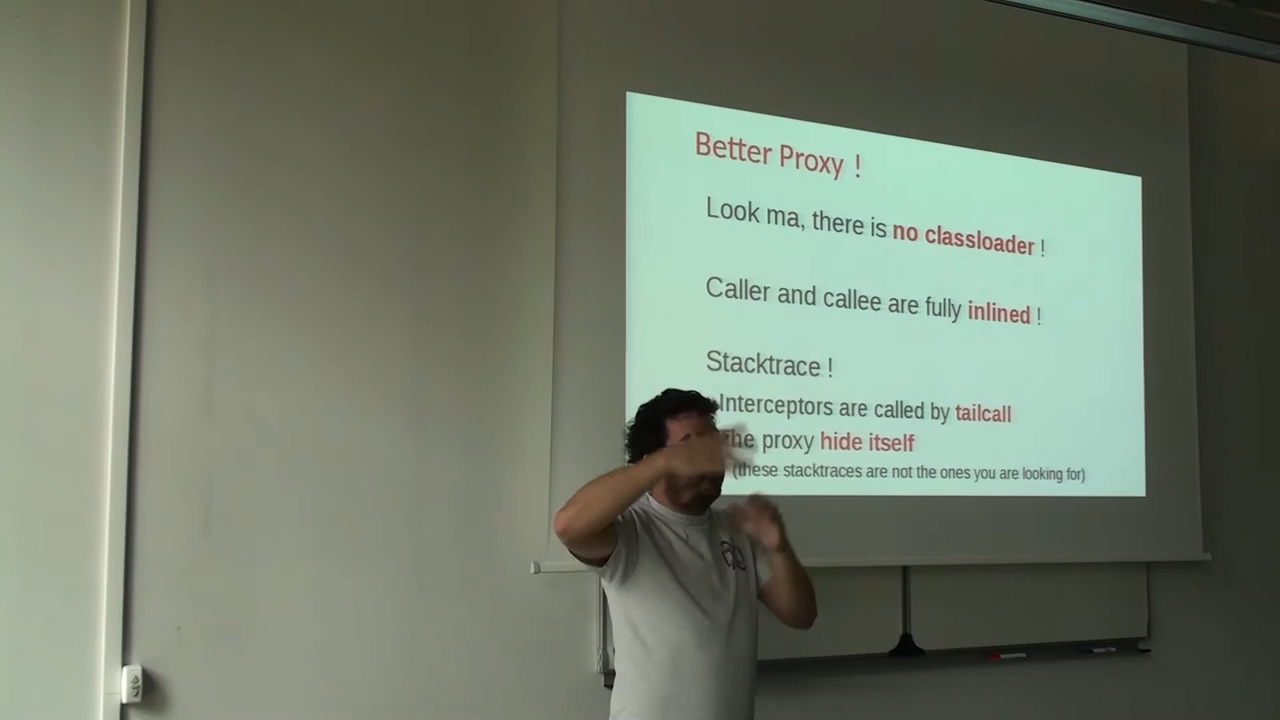 Better Proxy !
Look ma, there is no classloader !
Caller and callee are fully inlined !
Stacktrace !
Interceptors are called by tailcall
the proxy hide itself
(these stacktraces are not the ones you are looking for)